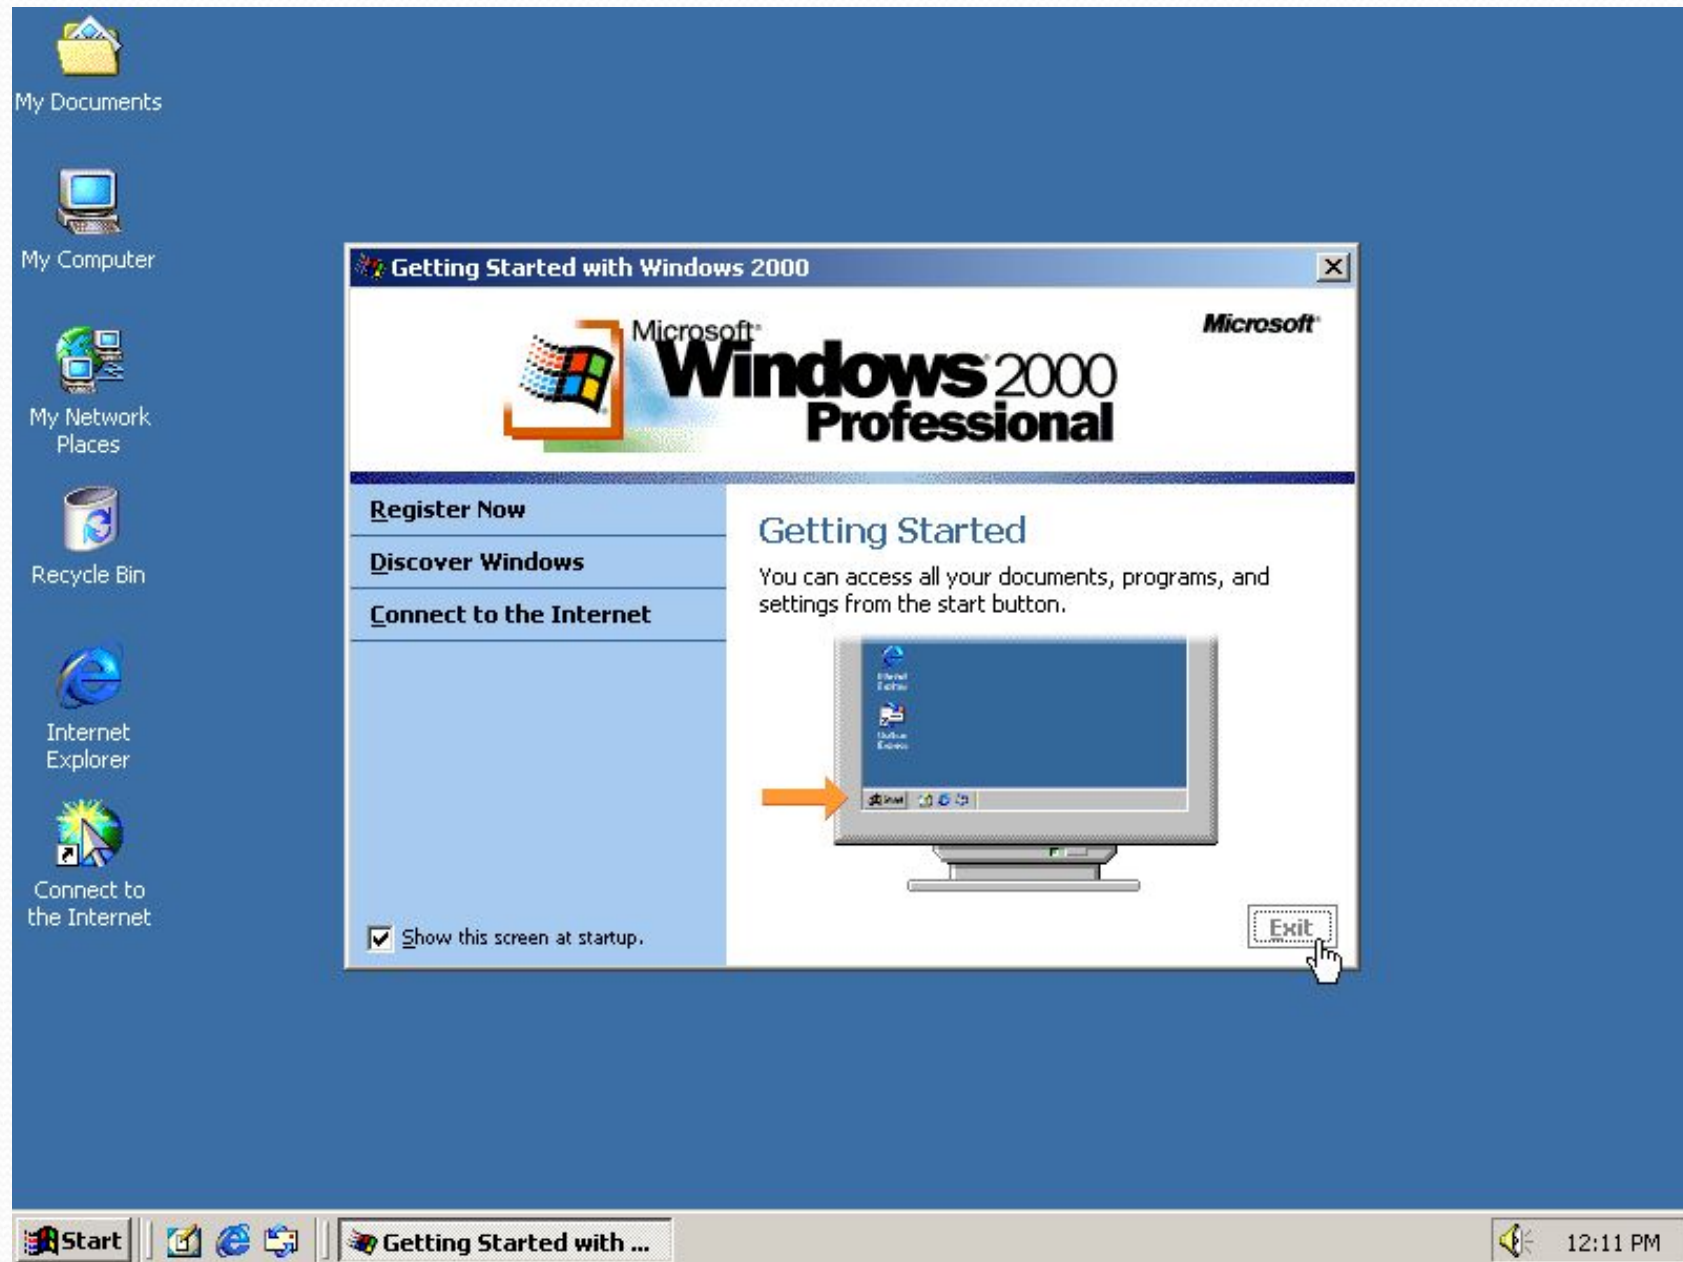 My Documents
My Computer
My Network
Places
Recycle Bin
Internet
Explorer
Connect to
the Internet
Getting Started with Windows 2000
Microsoft
Microsoft
Windows 2000
Professional
Register Now
Discover Windows
Connect to the Internet
Getting Started
You can access all your documents, programs, and
settings from the start button.
Show this screen at startup.
Exit
Start
Getting Started with ...
12:11 PM